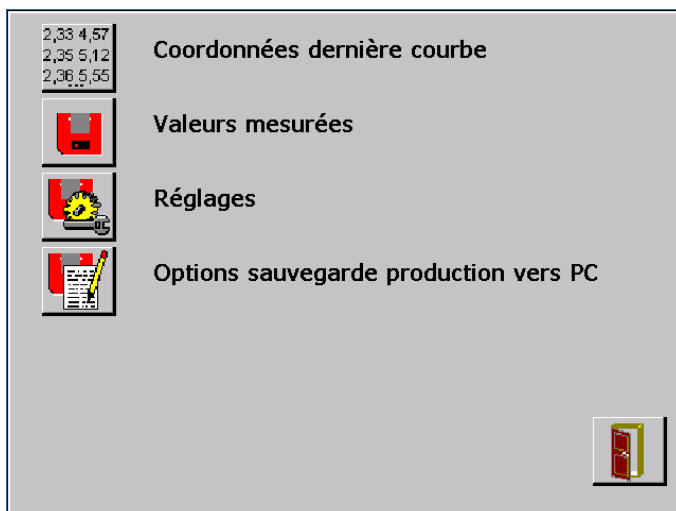 2,33 4,57
2,35 5,12
2,36 5,55
...
Coordonnées dernière courbe
Valeurs mesurées
Réglages
Options sauvegarde production vers PC